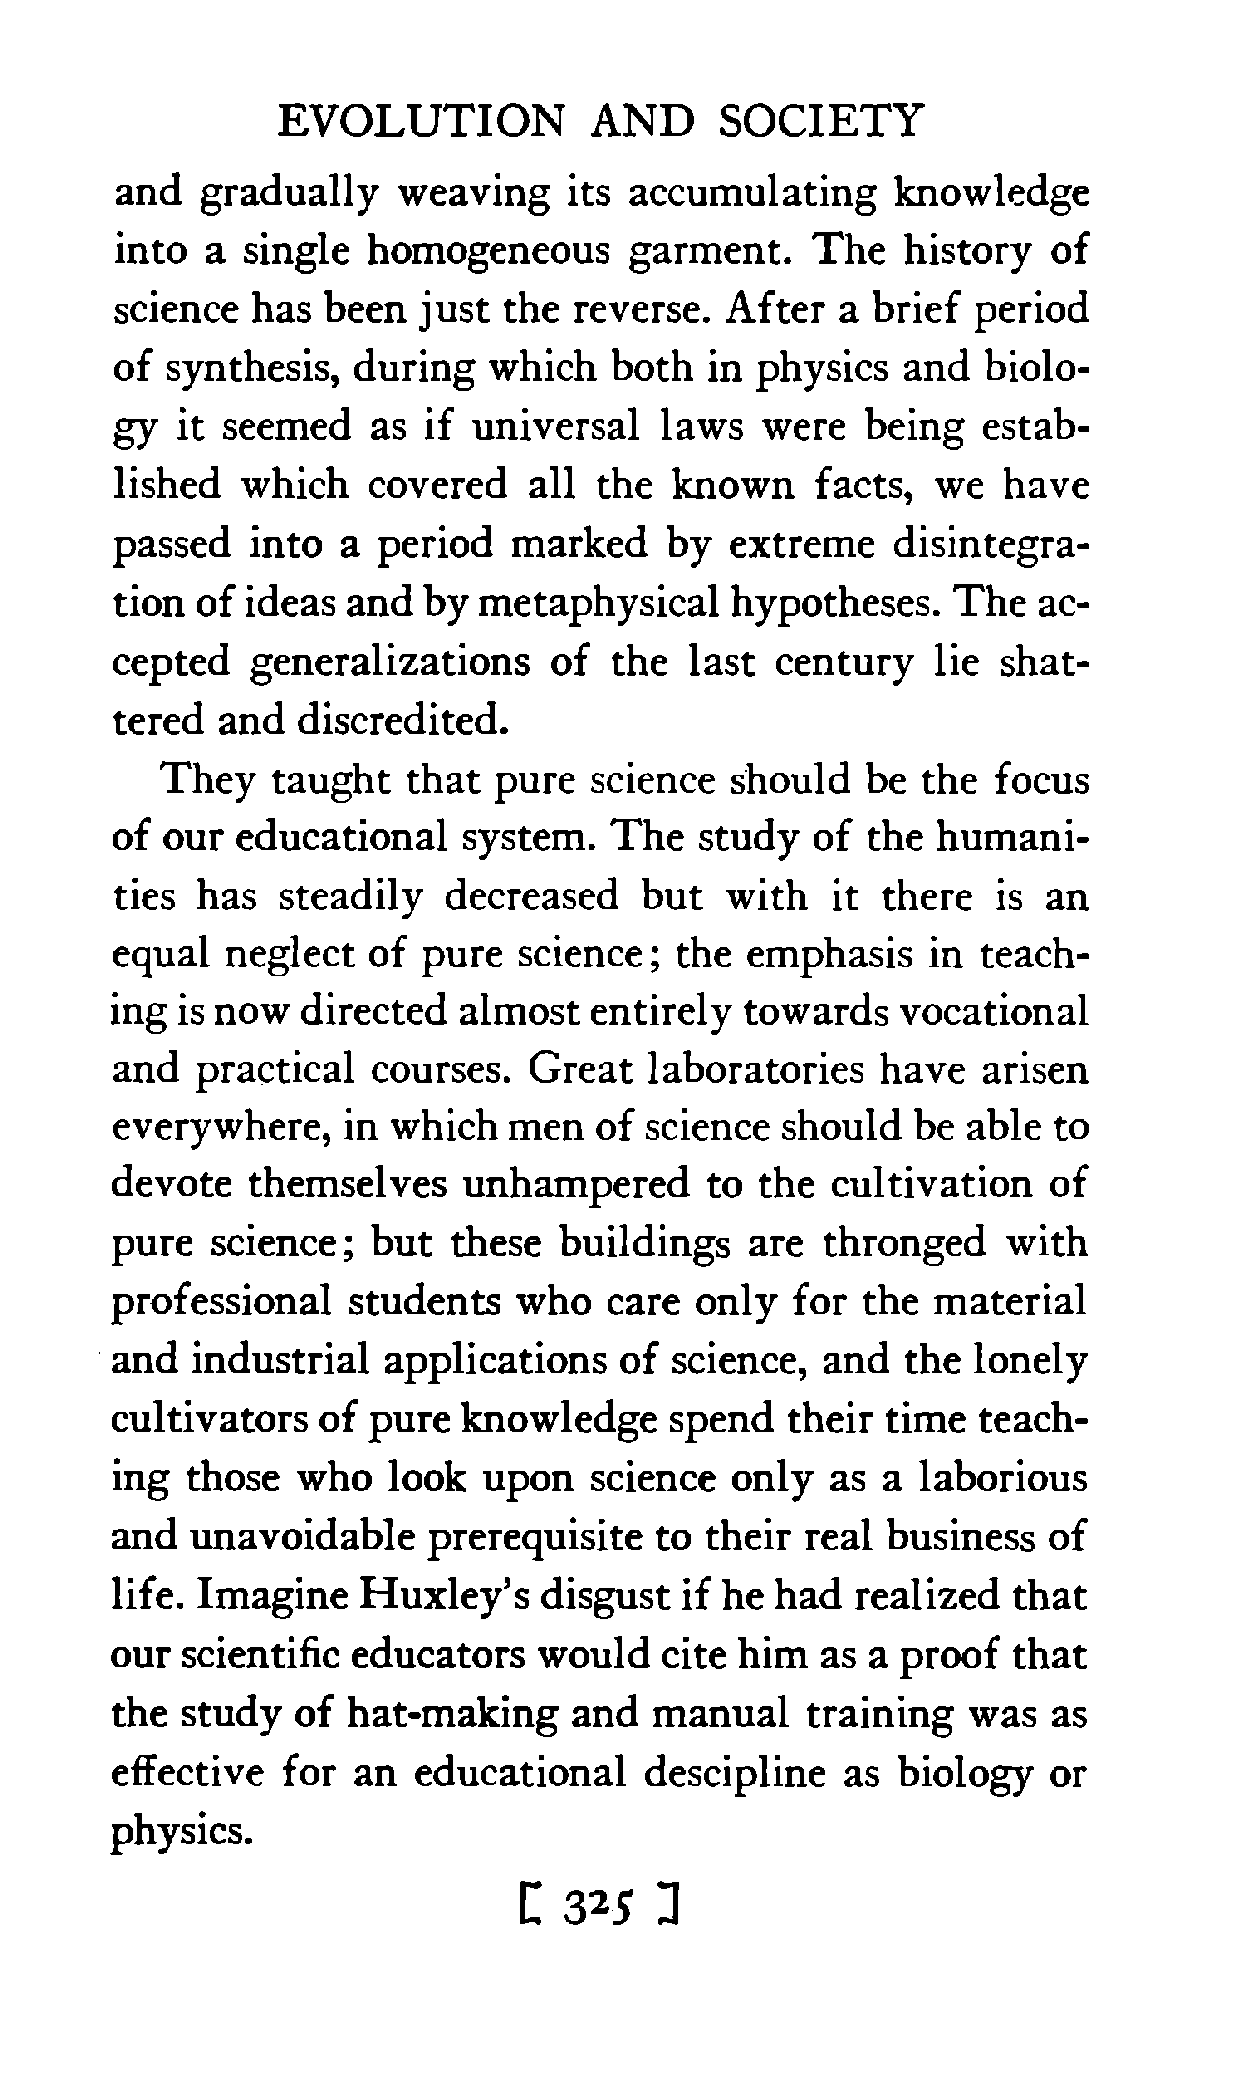 EVOLUTION AND SOCIETY
and gradually weaving its accumulating knowledge
into a single homogeneous garment. The history of
science has been just the reverse. After a brief period
of synthesis, during which both in physics and biolo-
gy it seemed as if universal laws were being estab-
lished which covered all the known facts, we have
passed into a period marked by extreme disintegra-
tion of ideas and by metaphysical hypotheses. The ac-
cepted generalizations of the last century lie shat-
tered and discredited.
They taught that pure science should be the focus
of our educational system. The study of the humani-
ties has steadily decreased but with it there is an
equal neglect of pure science; the emphasis in teach-
ing is now directed almost entirely towards vocational
and practical courses. Great laboratories have arisen
everywhere, in which men of science should be able to
devote themselves unhampered to the cultivation of
pure science; but these buildings are thronged with
professional students who care only for the material
and industrial applications of science, and the lonely
cultivators of pure knowledge spend their time teach-
ing those who look upon science only as a laborious
and unavoidable prerequisite to their real business of
life. Imagine Huxley's disgust if he had realized that
our scientific educators would cite him as a proof that
the study of hat-making and manual training was as
effective for an educational descipline as biology or
physics.
[ 325 ]